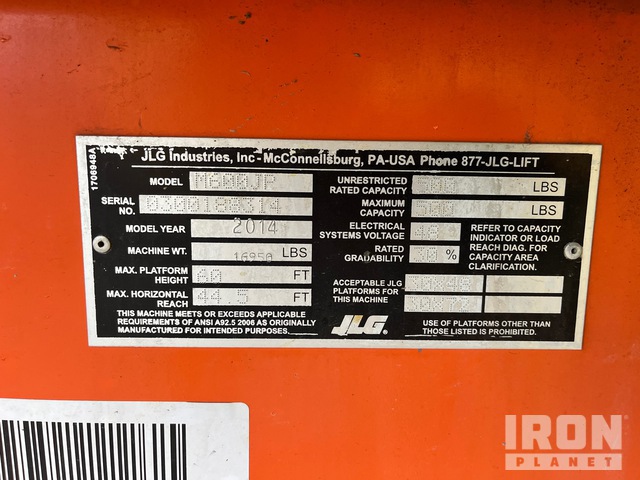 1706948A
JLG Industries, Inc - McConnellsburg, PA-USA Phone 877-JLG-LIFT
MODEL M600JP
SERIAL NO. 0300183314
MODEL YEAR 2014
MACHINE WT. 16950 LBS
MAX. PLATFORM HEIGHT 60 FT
MAX. HORIZONTAL REACH 44.5 FT
THIS MACHINE MEETS OR EXCEEDS APPLICABLE
REQUIREMENTS OF ANSI A92.5 2006 AS ORIGINALLY
MANUFACTURED FOR INTENDED PURPOSES.
UNRESTRICTED RATED CAPACITY LBS
MAXIMUM CAPACITY LBS
ELECTRICAL SYSTEMS VOLTAGE 48
RATED GRADABILITY %
REFER TO CAPACITY
INDICATOR OR LOAD
REACH DIAG. FOR
CAPACITY AREA
CLARIFICATION.
ACCEPTABLE JLG
PLATFORMS FOR
THIS MACHINE
JLG®
USE OF PLATFORMS OTHER THAN
THOSE LISTED IS PROHIBITED.
IRON
PLANET